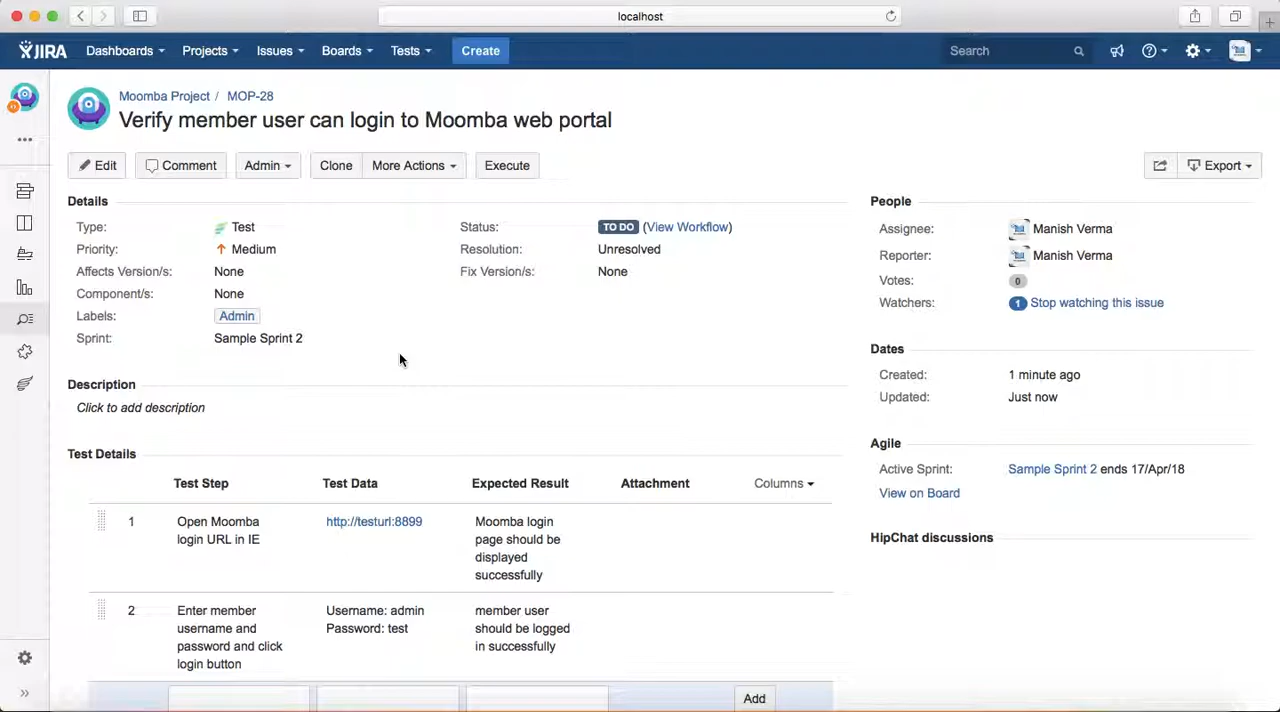 localhost
JIRA Dashboards Projects Issues Boards Tests Create Search
Moomba Project / MOP-28
Verify member user can login to Moomba web portal
Edit Comment Admin Clone More Actions Execute Export
Details
Type: Test
Priority: Medium
Affects Version/s: None
Component/s: None
Labels: Admin
Sprint: Sample Sprint 2
Status: TO DO (View Workflow)
Resolution: Unresolved
Fix Version/s: None
Description
Click to add description
Test Details
Test Step Test Data Expected Result Attachment Columns
1 Open Moomba http://testurl:8899 Moomba login
login URL in IE page should be
displayed
successfully
2 Enter member Username: admin member user
username and Password: test should be logged
password and click in successfully
login button
Add
People
Assignee: Manish Verma
Reporter: Manish Verma
Votes: 0
Watchers: 1 Stop watching this issue
Dates
Created: 1 minute ago
Updated: Just now
Agile
Active Sprint: Sample Sprint 2 ends 17/Apr/18
View on Board
HipChat discussions